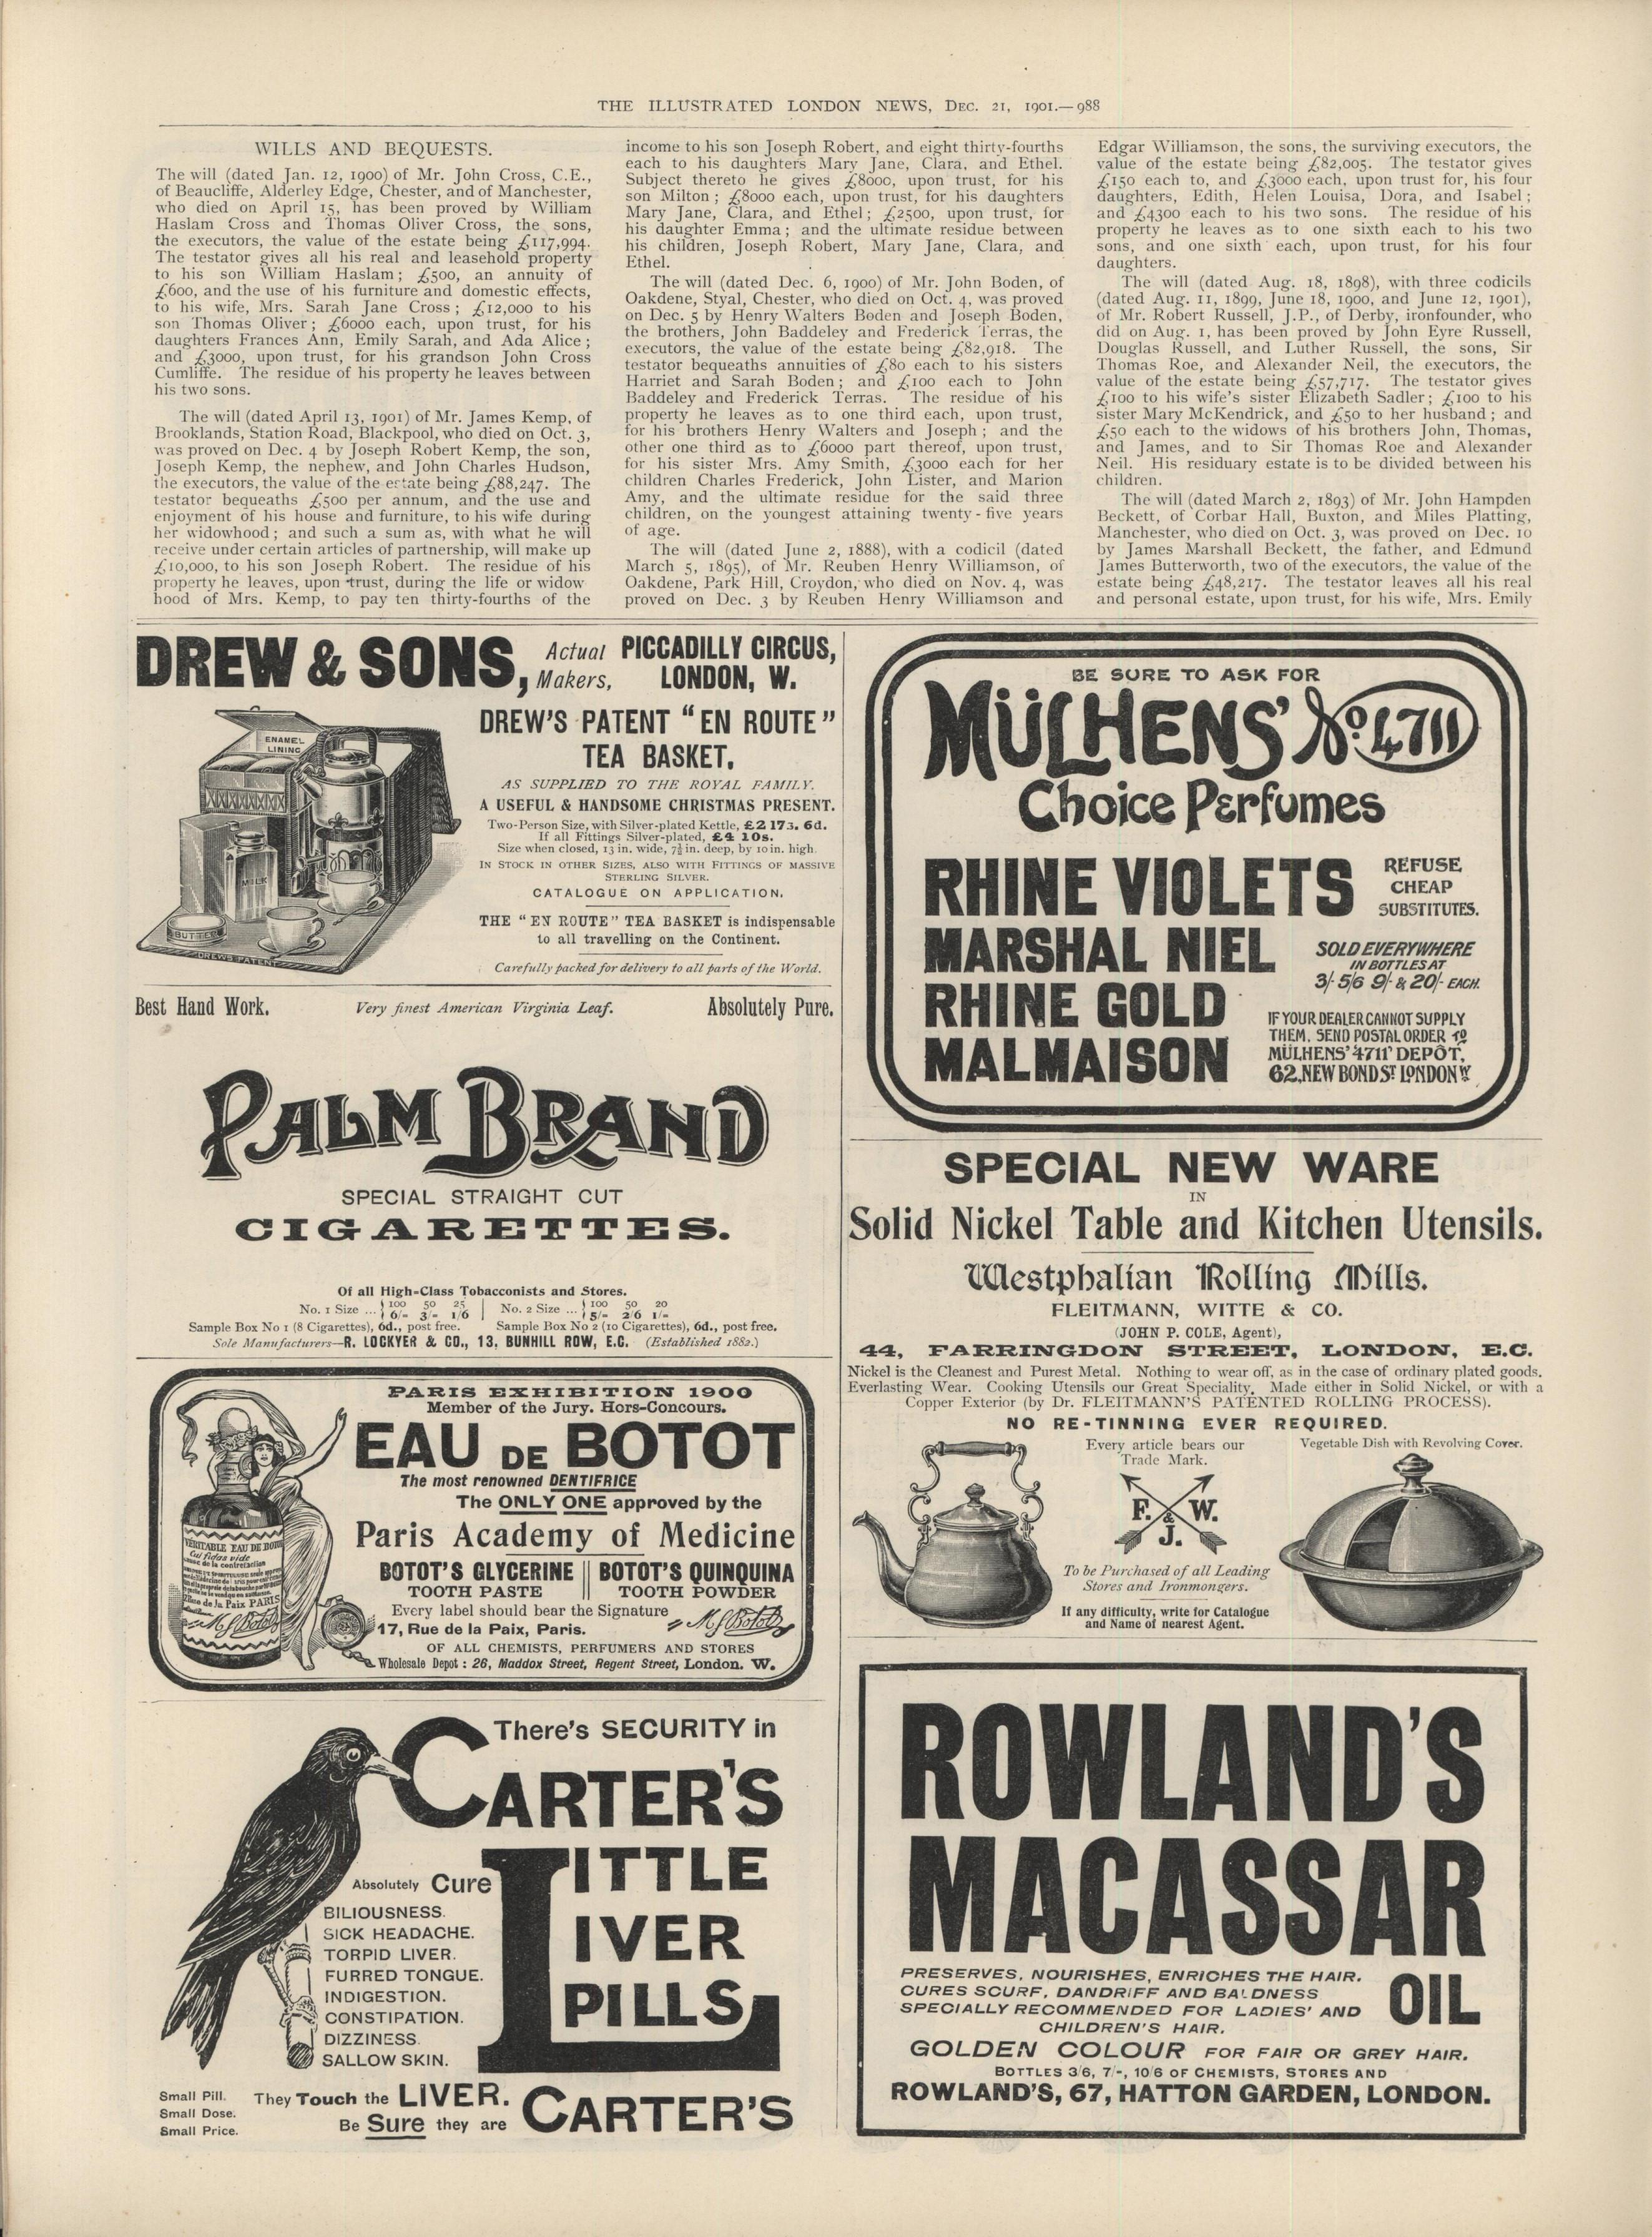 THE ILLUSTRATED LONDON NEWS, DEC. 21, 1901.—988
WILLS AND BEQUESTS.
The will (dated Jan. 12, 1900) of Mr. John Cross, C.E.,
of Beaucliffe, Alderley Edge, Chester, and of Manchester,
who died on April 15, has been proved by William
Haslam Cross and Thomas Oliver Cross, the sons,
the executors, the value of the estate being £117,994.
The testator gives all his real and leasehold property
to his son William Haslam; £500, an annuity of
£600, and the use of his furniture and domestic effects,
to his wife, Mrs. Sarah Jane Cross; £12,000 to his
son Thomas Oliver; £6000 each, upon trust, for his
daughters Frances Ann, Emily Sarah, and Ada Alice;
and £3000, upon trust, for his grandson John Cross
Cumliffe. The residue of his property he leaves between
his two sons.
The will (dated April 13, 1901) of Mr. James Kemp, of
Brooklands, Station Road, Blackpool, who died on Oct. 3,
was proved on Dec. 4 by Joseph Robert Kemp, the son,
Joseph Kemp, the nephew, and John Charles Hudson,
the executors, the value of the estate being £88,247. The
testator bequeaths £500 per annum, and the use and
enjoyment of his house and furniture, to his wife during
her widowhood; and such a sum as, with what he will
receive under certain articles of partnership, will make up
£10,000, to his son Joseph Robert. The residue of his
property he leaves, upon trust, during the life or widow
hood of Mrs. Kemp, to pay ten thirty-fourths of the
income to his son Joseph Robert, and eight thirty-fourths
each to his daughters Mary Jane, Clara, and Ethel.
Subject thereto he gives £8000, upon trust, for his
son Milton; £8000 each, upon trust, for his daughters
Mary Jane, Clara, and Ethel; £2500, upon trust, for
his daughter Emma; and the ultimate residue between
his children, Joseph Robert, Mary Jane, Clara, and
Ethel.
The will (dated Dec. 6, 1900) of Mr. John Boden, of
Oakdene, Styal, Chester, who died on Oct. 4, was proved
on Dec. 5 by Henry Walters Boden and Joseph Boden,
the brothers, John Baddeley and Frederick Terras, the
executors, the value of the estate being £82,918. The
testator bequeaths annuities of £80 each to his sisters
Harriet and Sarah Boden; and £100 each to John
Baddeley and Frederick Terras. The residue of his
property he leaves as to one third each, upon trust,
for his brothers Henry Walters and Joseph; and the
other one third as to £6000 part thereof, upon trust,
for his sister Mrs. Amy Smith, £3000 each for her
children Charles Frederick, John Lister, and Marion
Amy, and the ultimate residue for the said three
children, on the youngest attaining twenty-five years
of age.
The will (dated June 2, 1888), with a codicil (dated
March 5, 1895), of Mr. Reuben Henry Williamson, of
Oakdene, Park Hill, Croydon, who died on Nov. 4, was
proved on Dec. 3 by Reuben Henry Williamson and
Edgar Williamson, the sons, the surviving executors, the
value of the estate being £82,005. The testator gives
£150 each to, and £3000 each, upon trust for, his four
daughters, Edith, Helen Louisa, Dora, and Isabel;
and £4300 each to his two sons. The residue of his
property he leaves as to one sixth each to his two
sons, and one sixth each, upon trust, for his four
daughters.
The will (dated Aug. 18, 1898), with three codicils
(dated Aug. 11, 1899, June 18, 1900, and June 12, 1901),
of Mr. Robert Russell, J.P., of Derby, ironfounder, who
did on Aug. 1, has been proved by John Eyre Russell,
Douglas Russell, and Luther Russell, the sons, Sir
Thomas Roe, and Alexander Neil, the executors, the
value of the estate being £57,717. The testator gives
£100 to his wife's sister Elizabeth Sadler; £100 to his
sister Mary McKendrick, and £50 to her husband; and
£50 each to the widows of his brothers John, Thomas,
and James, and to Sir Thomas Roe and Alexander
Neil. His residuary estate is to be divided between his
children.
The will (dated March 2, 1893) of Mr. John Hampden
Beckett, of Corbar Hall, Buxton, and Miles Platting,
Manchester, who died on Oct. 3, was proved on Dec. 10
by James Marshall Beckett, the father, and Edmund
James Butterworth, two of the executors, the value of the
estate being £48,217. The testator leaves all his real
and personal estate, upon trust, for his wife, Mrs. Emily
DREW & SONS, Actual Makers, PICCADILLY CIRCUS, LONDON, W.
ENAMEL LINING
MILK
BUTTER
DREWS PATENT
DREW'S PATENT "EN ROUTE"
TEA BASKET,
AS SUPPLIED TO THE ROYAL FAMILY.
A USEFUL & HANDSOME CHRISTMAS PRESENT.
Two-Person Size, with Silver-plated Kettle, £2 17s. 6d.
If all Fittings Silver-plated, £4 10s.
Size when closed, 13 in. wide, 7½ in. deep, by 10 in. high.
IN STOCK IN OTHER SIZES, ALSO WITH FITTINGS OF MASSIVE
STERLING SILVER.
CATALOGUE ON APPLICATION.
THE "EN ROUTE" TEA BASKET is indispensable
to all travelling on the Continent.
Carefully packed for delivery to all parts of the World.
Best Hand Work. Very finest American Virginia Leaf. Absolutely Pure.
PALM BRAND
SPECIAL STRAIGHT CUT
CIGARETTES.
Of all High-Class Tobacconists and Stores.
No. 1 Size ... { 100 50 25 | No. 2 Size ... { 100 50 20
6/= 3/= 1/6 | 5/= 2/6 1/=
Sample Box No 1 (8 Cigarettes), 6d., post free. Sample Box No 2 (10 Cigarettes), 6d., post free.
Sole Manufacturers—R. LOCKYER & CO., 13, BUNHILL ROW, E.C. (Established 1882.)
PARIS EXHIBITION 1900
Member of the Jury. Hors-Concours.
EAU DE BOTOT
The most renowned DENTIFRICE
The ONLY ONE approved by the
Paris Academy of Medicine
BOTOT'S GLYCERINE || BOTOT'S QUINQUINA
TOOTH PASTE TOOTH POWDER
Every label should bear the Signature
17, Rue de la Paix, Paris.
OF ALL CHEMISTS, PERFUMERS AND STORES
Wholesale Depot: 26, Maddox Street, Regent Street, London. W.
VERITABLE EAU DE BOTOT
Rue de la Paix PARIS
There's SECURITY in
CARTER'S
LITTLE
LIVER
PILLS
Absolutely Cure
BILIOUSNESS.
SICK HEADACHE.
TORPID LIVER.
FURRED TONGUE.
INDIGESTION.
CONSTIPATION.
DIZZINESS.
SALLOW SKIN.
Small Pill.
Small Dose.
Small Price.
They Touch the LIVER.
Be Sure they are CARTER'S
BE SURE TO ASK FOR
MÜLHENS' No 4711
Choice Perfumes
RHINE VIOLETS
MARSHAL NIEL
RHINE GOLD
MALMAISON
REFUSE
CHEAP
SUBSTITUTES.
SOLD EVERYWHERE
IN BOTTLES AT
3/- 5/6 9/- & 20/- EACH.
IF YOUR DEALER CANNOT SUPPLY
THEM, SEND POSTAL ORDER TO
MÜLHENS' '4711' DEPÔT,
62, NEW BOND ST LONDON W.
SPECIAL NEW WARE
IN
Solid Nickel Table and Kitchen Utensils.
Westphalian Rolling Mills.
FLEITMANN, WITTE & CO.
(JOHN P. COLE, Agent),
44, FARRINGDON STREET, LONDON, E.C.
Nickel is the Cleanest and Purest Metal. Nothing to wear off, as in the case of ordinary plated goods.
Everlasting Wear. Cooking Utensils our Great Speciality. Made either in Solid Nickel, or with a
Copper Exterior (by Dr. FLEITMANN'S PATENTED ROLLING PROCESS).
NO RE-TINNING EVER REQUIRED.
Every article bears our
Trade Mark.
F. & W.
J.
Vegetable Dish with Revolving Cover.
To be Purchased of all Leading
Stores and Ironmongers.
If any difficulty, write for Catalogue
and Name of nearest Agent.
ROWLAND'S
MACASSAR
OIL
PRESERVES, NOURISHES, ENRICHES THE HAIR.
CURES SCURF, DANDRIFF AND BALDNESS
SPECIALLY RECOMMENDED FOR LADIES' AND
CHILDREN'S HAIR.
GOLDEN COLOUR FOR FAIR OR GREY HAIR.
BOTTLES 3/6, 7/-, 10/6 OF CHEMISTS, STORES AND
ROWLAND'S, 67, HATTON GARDEN, LONDON.